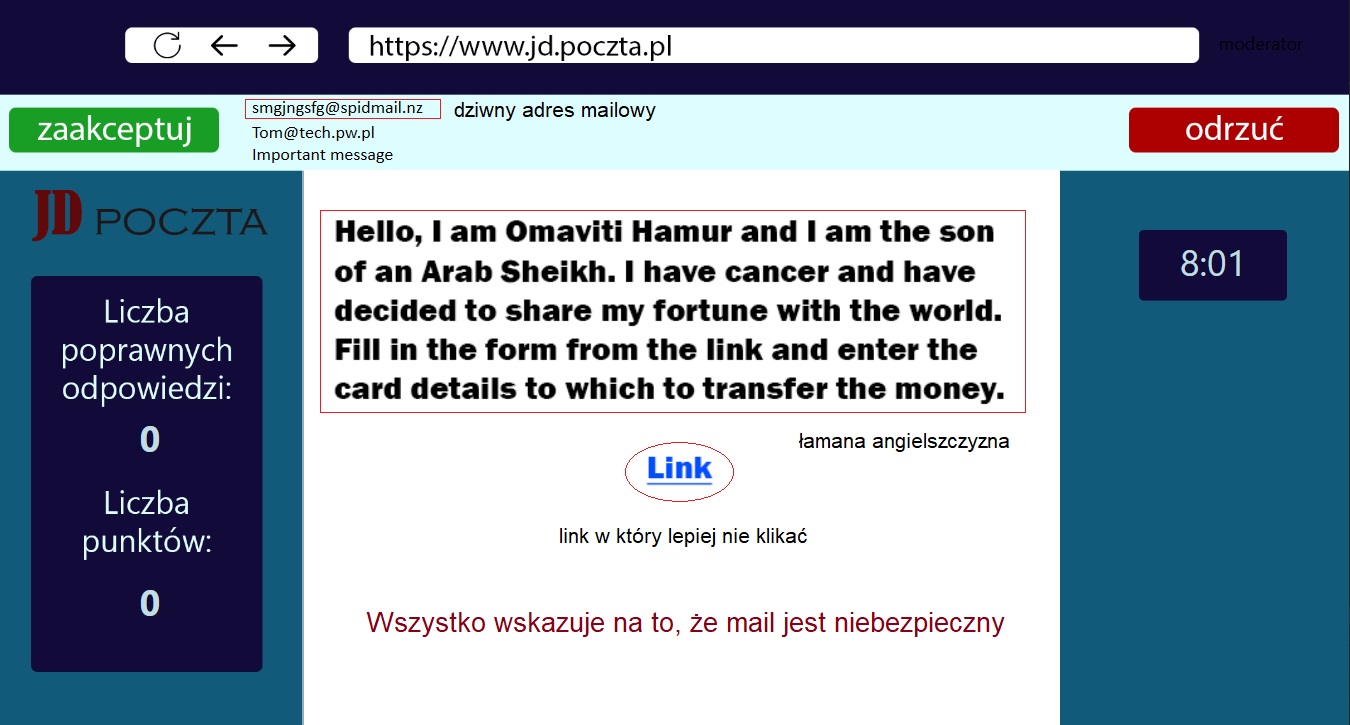 https://www.jd.poczta.pl
moderator
zaakceptuj
smgjngsfg@spidmail.nz
dziwny adres mailowy
Tom@tech.pw.pl
Important message
odrzuć
JD POCZTA
Liczba
poprawnych
odpowiedzi:
0
Liczba
punktów:
0
Hello, I am Omaviti Hamur and I am the son
of an Arab Sheikh. I have cancer and have
decided to share my fortune with the world.
Fill in the form from the link and enter the
card details to which to transfer the money.
łamana angielszczyzna
Link
link w który lepiej nie klikać
Wszystko wskazuje na to, że mail jest niebezpieczny
8:01